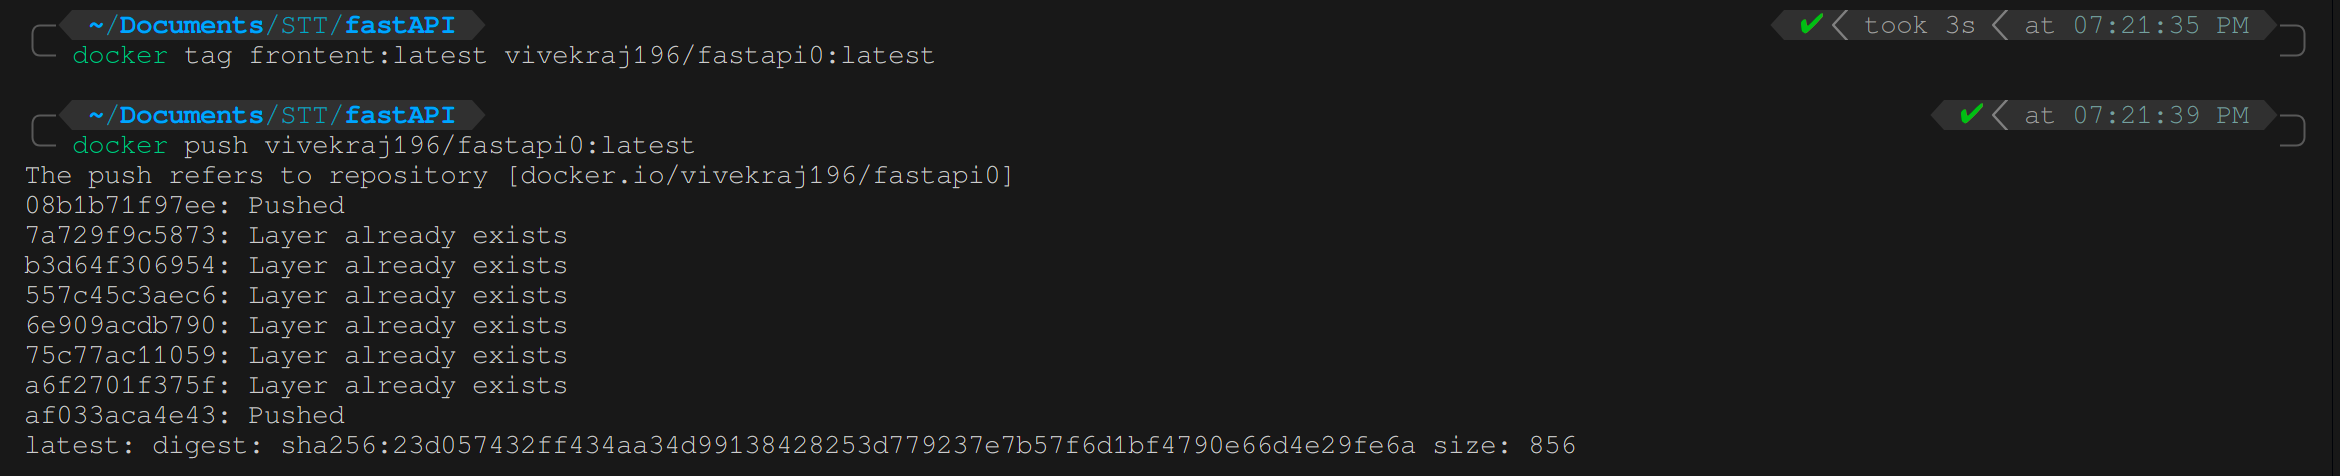 ~/Documents/STT/fastAPI ✔ took 3s at 07:21:35 PM
docker tag frontent:latest vivekraj196/fastapi0:latest
~/Documents/STT/fastAPI ✔ at 07:21:39 PM
docker push vivekraj196/fastapi0:latest
The push refers to repository [docker.io/vivekraj196/fastapi0]
08b1b71f97ee: Pushed
7a729f9c5873: Layer already exists
b3d64f306954: Layer already exists
557c45c3aec6: Layer already exists
6e909acdb790: Layer already exists
75c77ac11059: Layer already exists
a6f2701f375f: Layer already exists
af033aca4e43: Pushed
latest: digest: sha256:23d057432ff434aa34d99138428253d779237e7b57f6d1bf4790e66d4e29fe6a size: 856